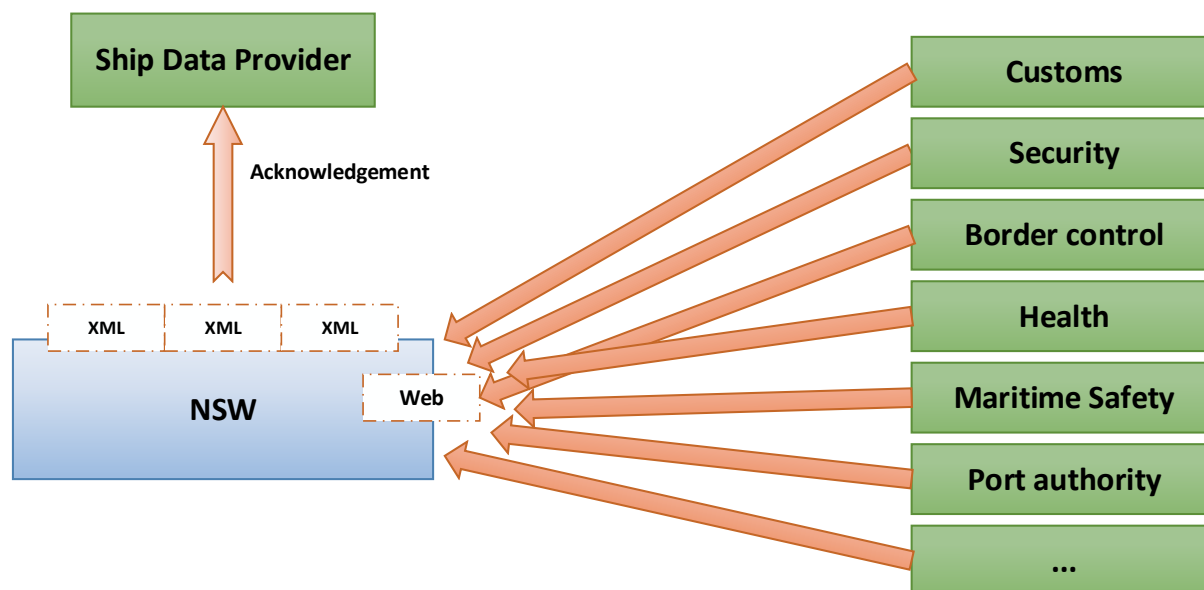 Ship Data Provider
Acknowledgement
XML XML XML
NSW
Web
Customs
Security
Border control
Health
Maritime Safety
Port authority
...